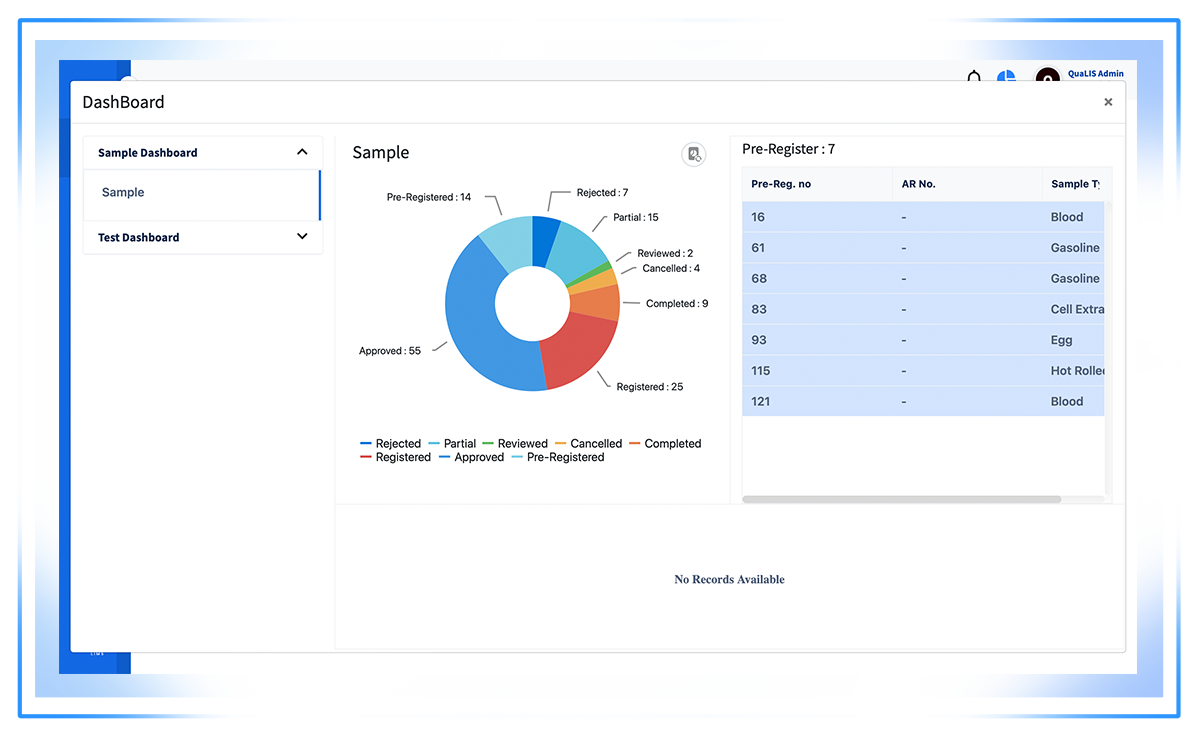 QuaLIS Admin
DashBoard
×
Sample Dashboard
Sample
Test Dashboard
Sample
Pre-Registered : 14
Rejected : 7
Partial : 15
Reviewed : 2
Cancelled : 4
Completed : 9
Approved : 55
Registered : 25
Rejected Partial Reviewed Cancelled Completed
Registered Approved Pre-Registered
Pre-Register : 7
Pre-Reg. no AR No. Sample Ty
16 - Blood
61 - Gasoline
68 - Gasoline
83 - Cell Extra
93 - Egg
115 - Hot Rolle
121 - Blood
No Records Available